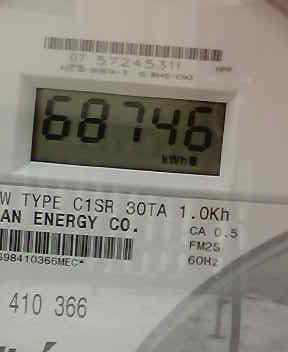 07 57245311
68746
kWh
W TYPE C1SR 30TA 1.0Kh
AN ENERGY CO.
CA 0.5
FM2S
60Hz
S98410366MEC*
410 366